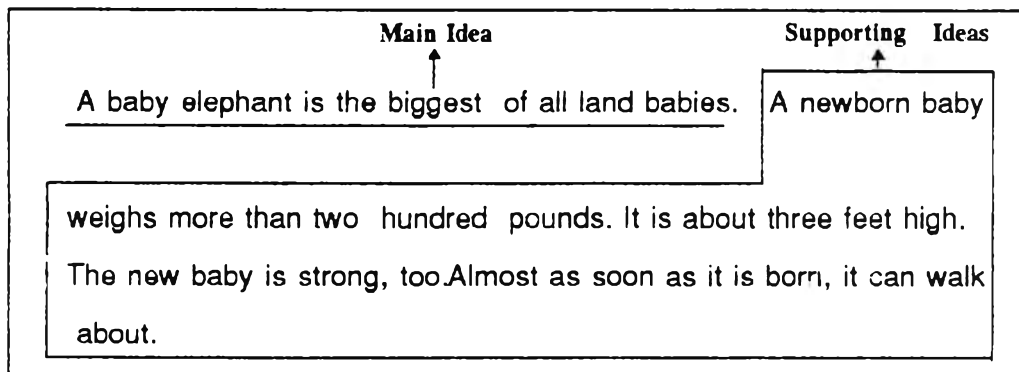 Main Idea
Supporting Ideas
A baby elephant is the biggest of all land babies. A newborn baby
weighs more than two hundred pounds. It is about three feet high.
The new baby is strong, too.Almost as soon as it is born, it can walk
about.